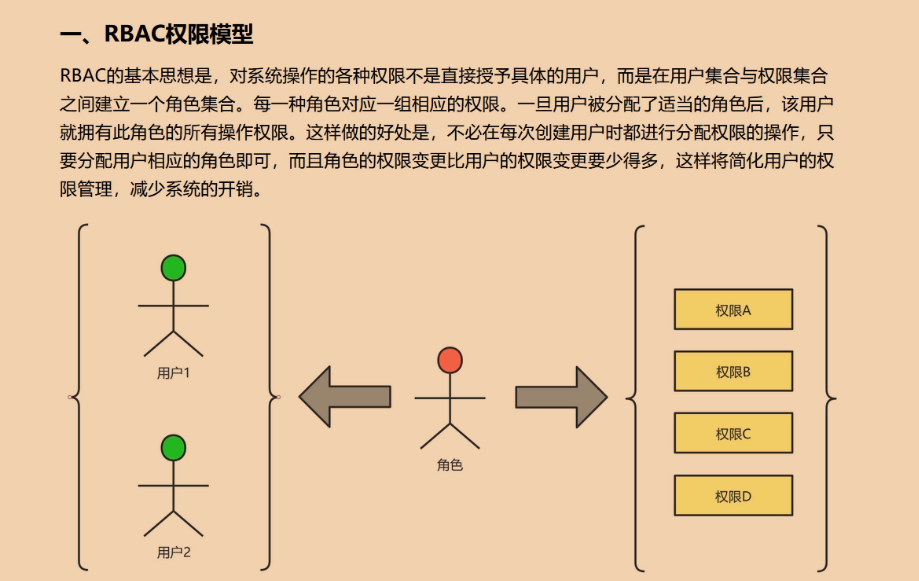 一、RBAC权限模型
RBAC的基本思想是，对系统操作的各种权限不是直接授予具体的用户，而是在用户集合与权限集合
之间建立一个角色集合。每一种角色对应一组相应的权限。一旦用户被分配了适当的角色后，该用户
就拥有此角色的所有操作权限。这样做的好处是，不必在每次创建用户时都进行分配权限的操作，只
要分配用户相应的角色即可，而且角色的权限变更比用户的权限变更要少得多，这样将简化用户的权
限管理，减少系统的开销。
用户1
用户2
角色
权限A
权限B
权限C
权限D